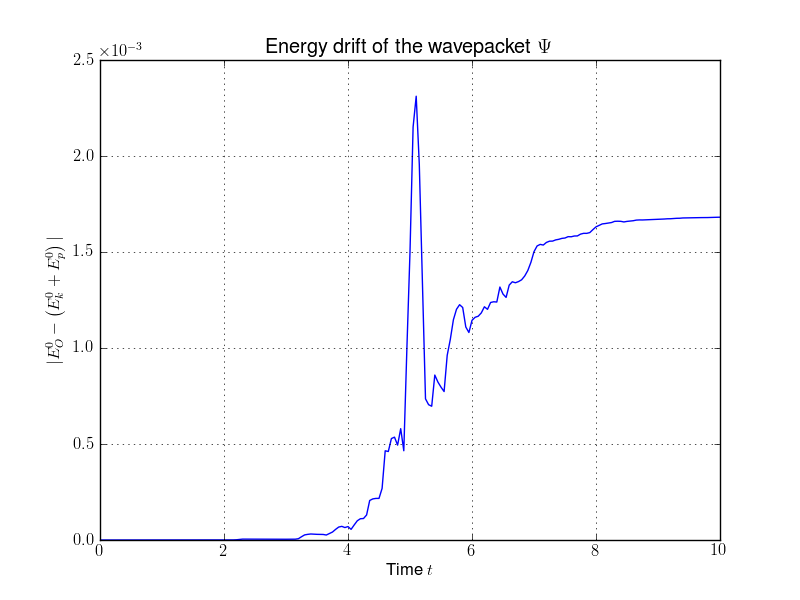 Energy drift of the wavepacket Ψ
×10⁻³
2.5
2.0
1.5
1.0
0.5
0.0
|E_O^0 − (E_k^0 + E_p^0)|
0 2 4 6 8 10
Time t